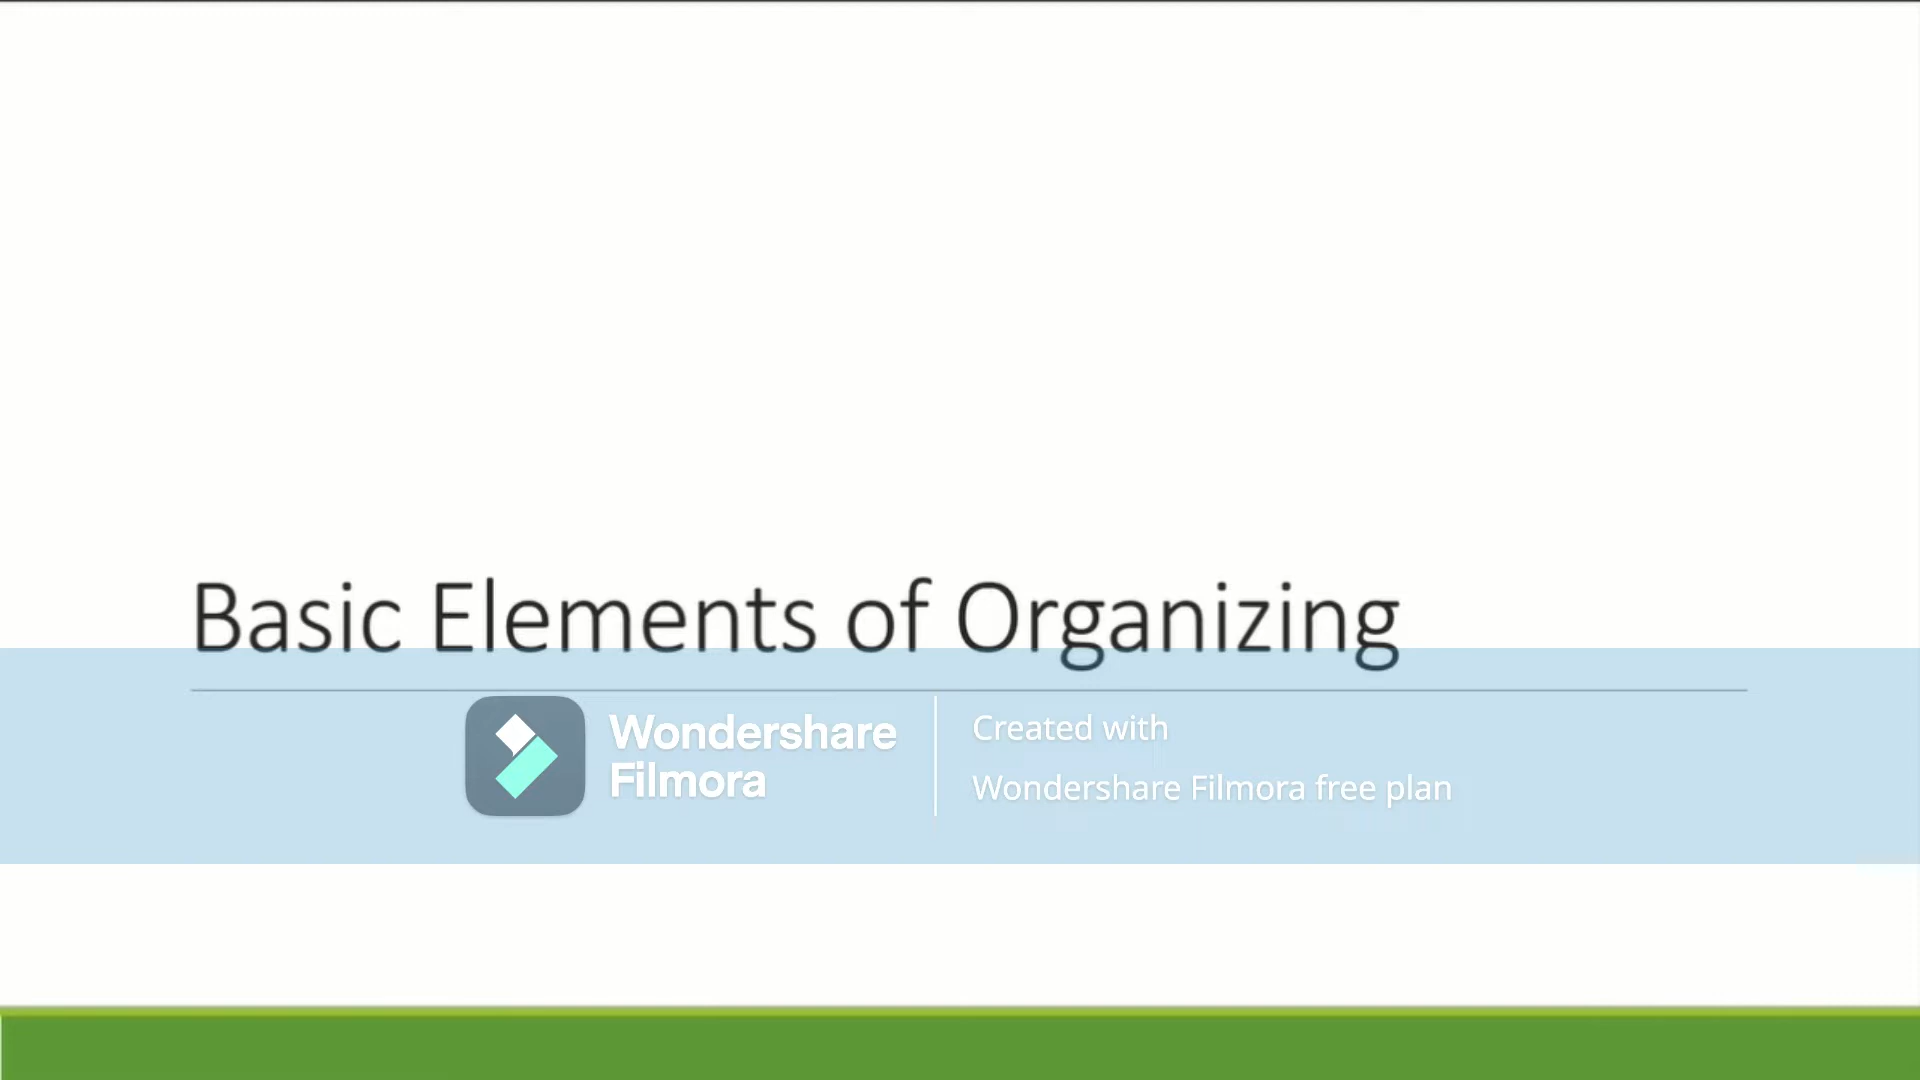 Basic Elements of Organizing
Wondershare
Filmora
Created with
Wondershare Filmora free plan